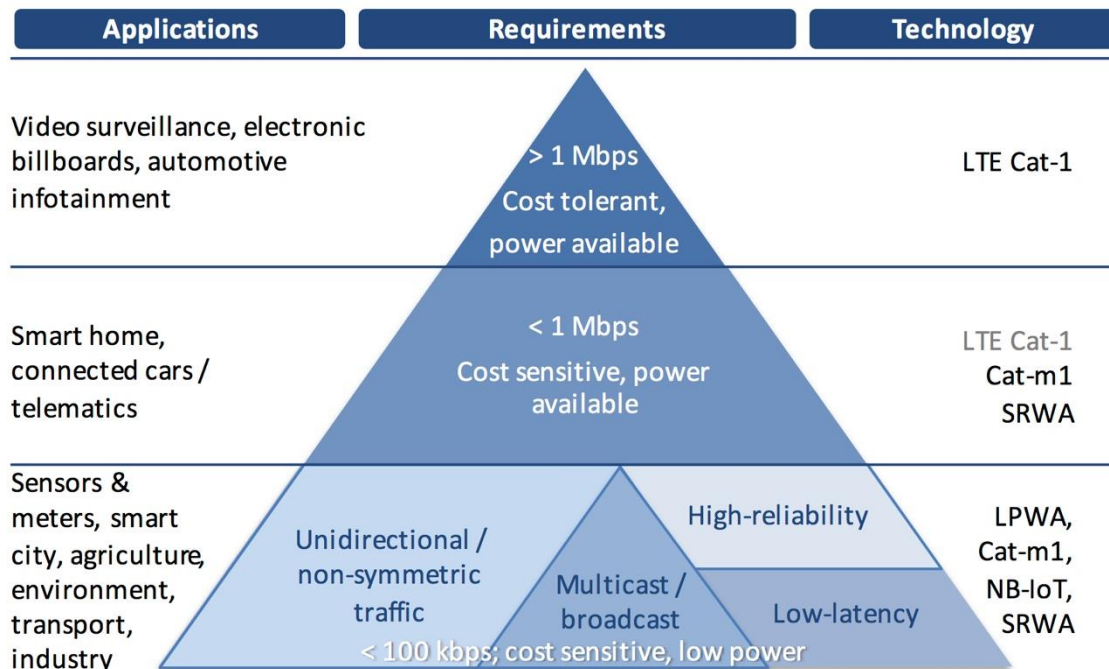 Applications
Requirements
Technology
Video surveillance, electronic
billboards, automotive
infotainment
> 1 Mbps
Cost tolerant,
power available
LTE Cat-1
Smart home,
connected cars /
telematics
< 1 Mbps
Cost sensitive, power
available
LTE Cat-1
Cat-m1
SRWA
Sensors &
meters, smart
city, agriculture,
environment,
transport,
industry
Unidirectional /
non-symmetric
traffic
Multicast /
broadcast
High-reliability
Low-latency
< 100 kbps; cost sensitive, low power
LPWA,
Cat-m1,
NB-IoT,
SRWA